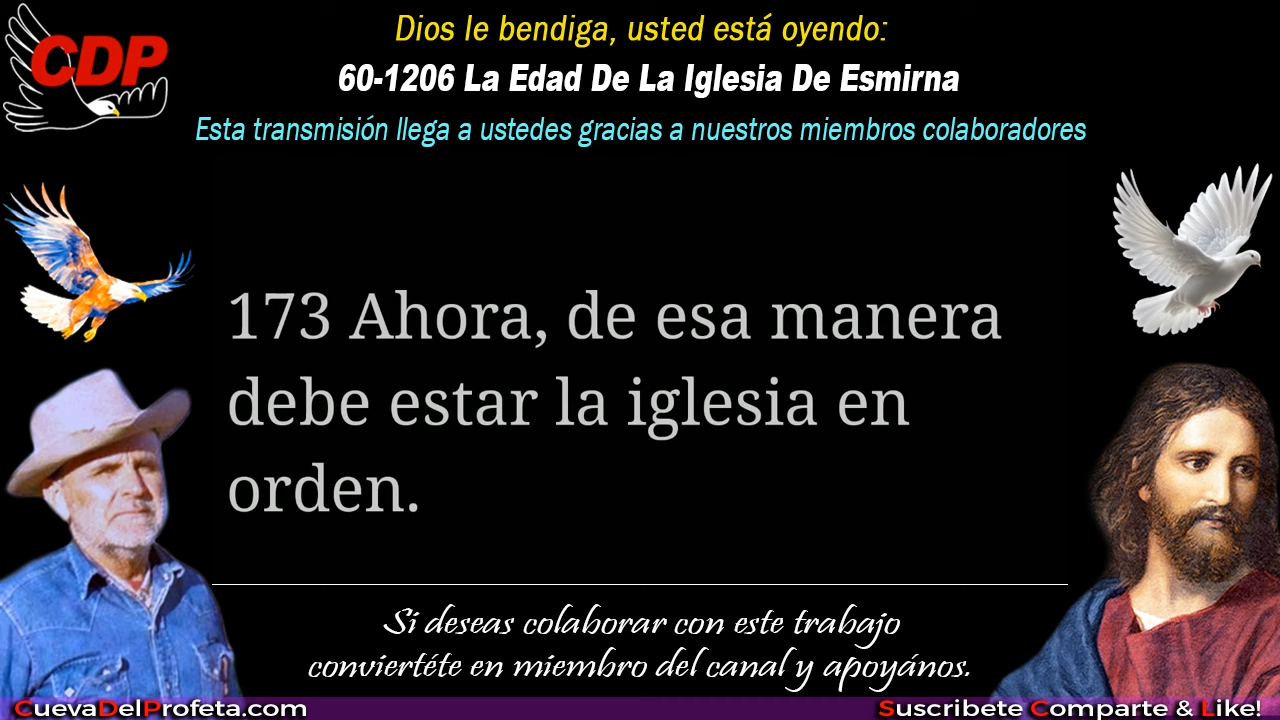 CDP
Dios le bendiga, usted está oyendo:
60-1206 La Edad De La Iglesia De Esmirna
Esta transmisión llega a ustedes gracias a nuestros miembros colaboradores
173 Ahora, de esa manera
debe estar la iglesia en
orden.
Si deseas colaborar con este trabajo
conviertéte en miembro del canal y apoyános.
CuevaDelProfeta.com
Suscribete Comparte & Like!